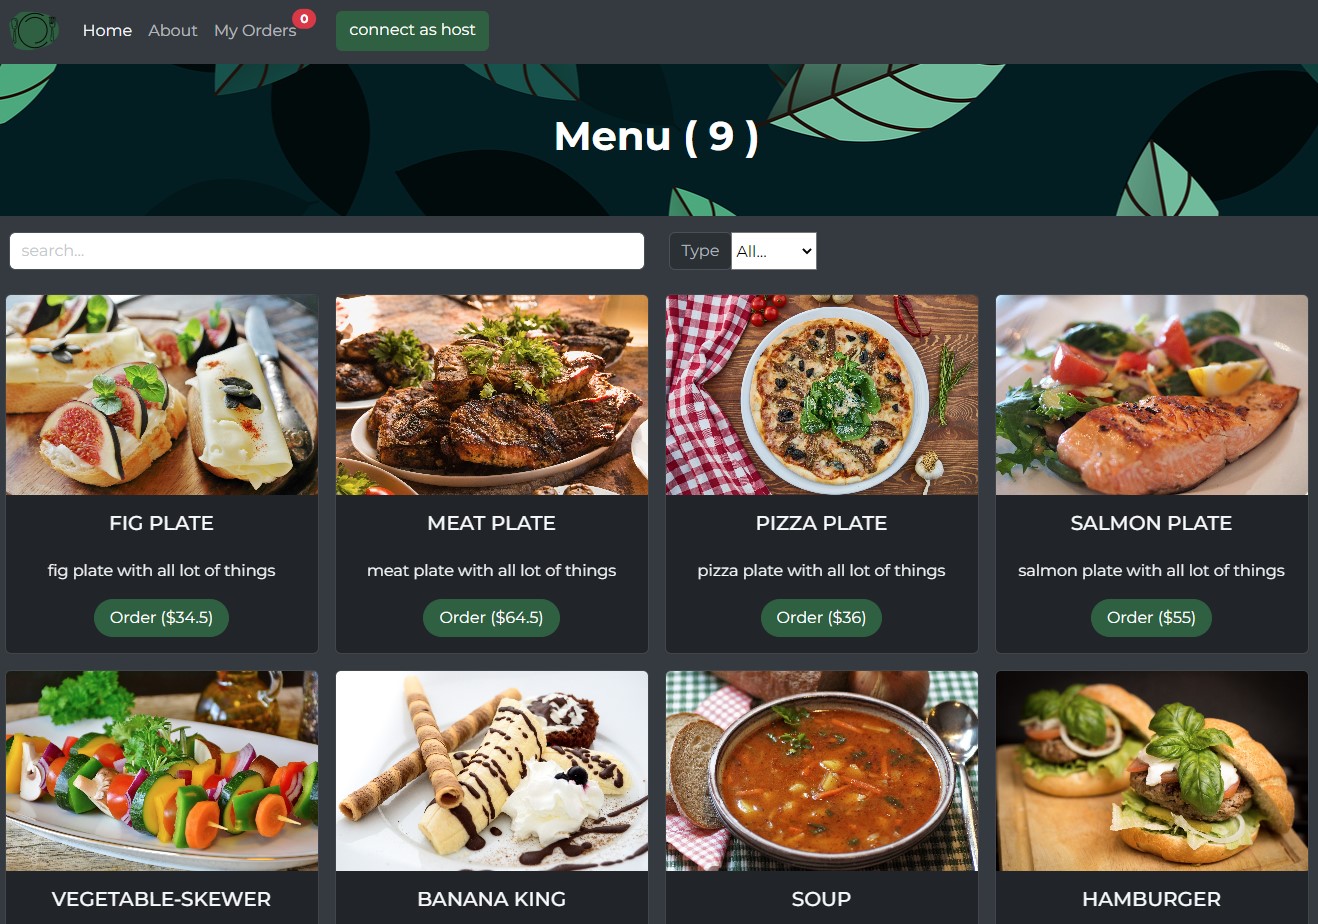 Home About My Orders 0 connect as host
Menu ( 9 )
search... Type All...
FIG PLATE MEAT PLATE PIZZA PLATE SALMON PLATE
fig plate with all lot of things meat plate with all lot of things pizza plate with all lot of things salmon plate with all lot of things
Order ($34.5) Order ($64.5) Order ($36) Order ($55)
VEGETABLE-SKEWER BANANA KING SOUP HAMBURGER